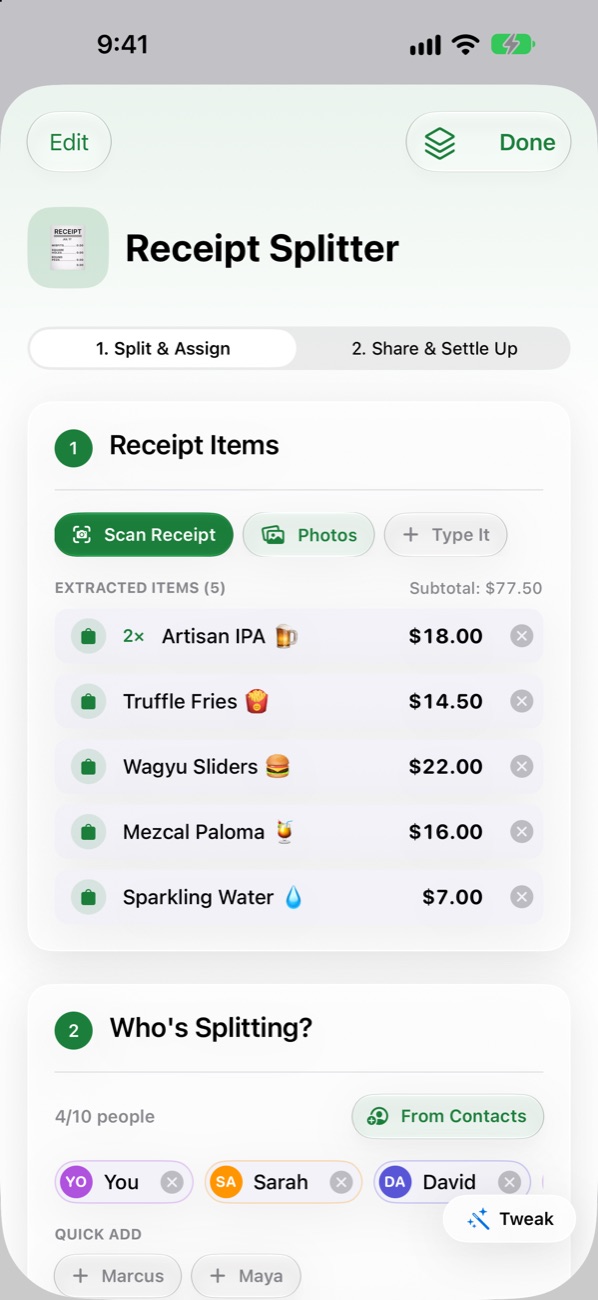 9:41
Edit
Done
RECEIPT
Receipt Splitter
1. Split & Assign
2. Share & Settle Up
1 Receipt Items
Scan Receipt
Photos
+ Type It
EXTRACTED ITEMS (5)
Subtotal: $77.50
2× Artisan IPA 🍺 $18.00
Truffle Fries 🍟 $14.50
Wagyu Sliders 🍔 $22.00
Mezcal Paloma 🍹 $16.00
Sparkling Water 💧 $7.00
2 Who's Splitting?
4/10 people
From Contacts
YO You
SA Sarah
DA David
Tweak
QUICK ADD
+ Marcus
+ Maya